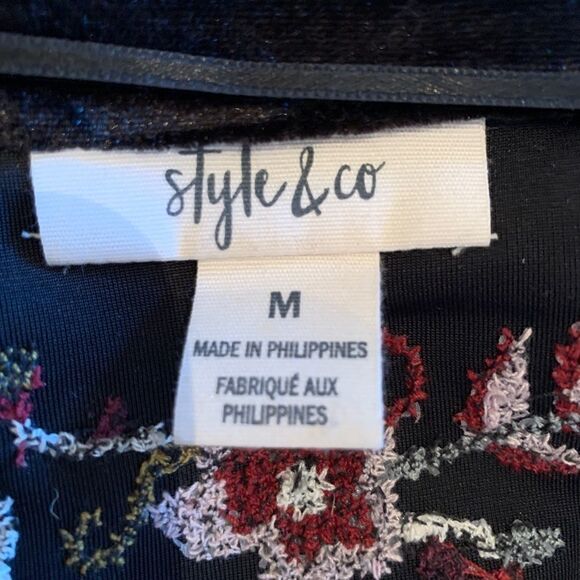 style & co
M
MADE IN PHILIPPINES
FABRIQUÉ AUX
PHILIPPINES